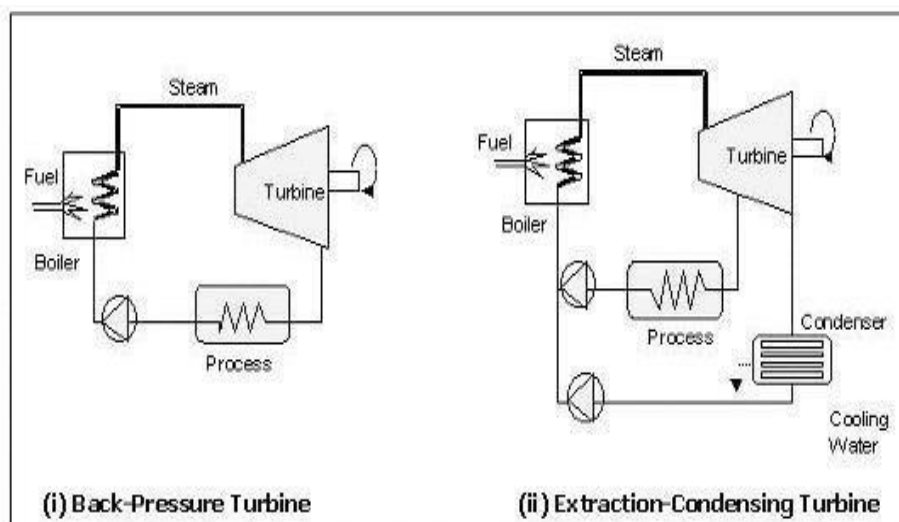 Steam
Fuel
Turbine
Boiler
Process
(i) Back-Pressure Turbine
Steam
Fuel
Turbine
Boiler
Process
Condenser
Cooling
Water
(ii) Extraction-Condensing Turbine